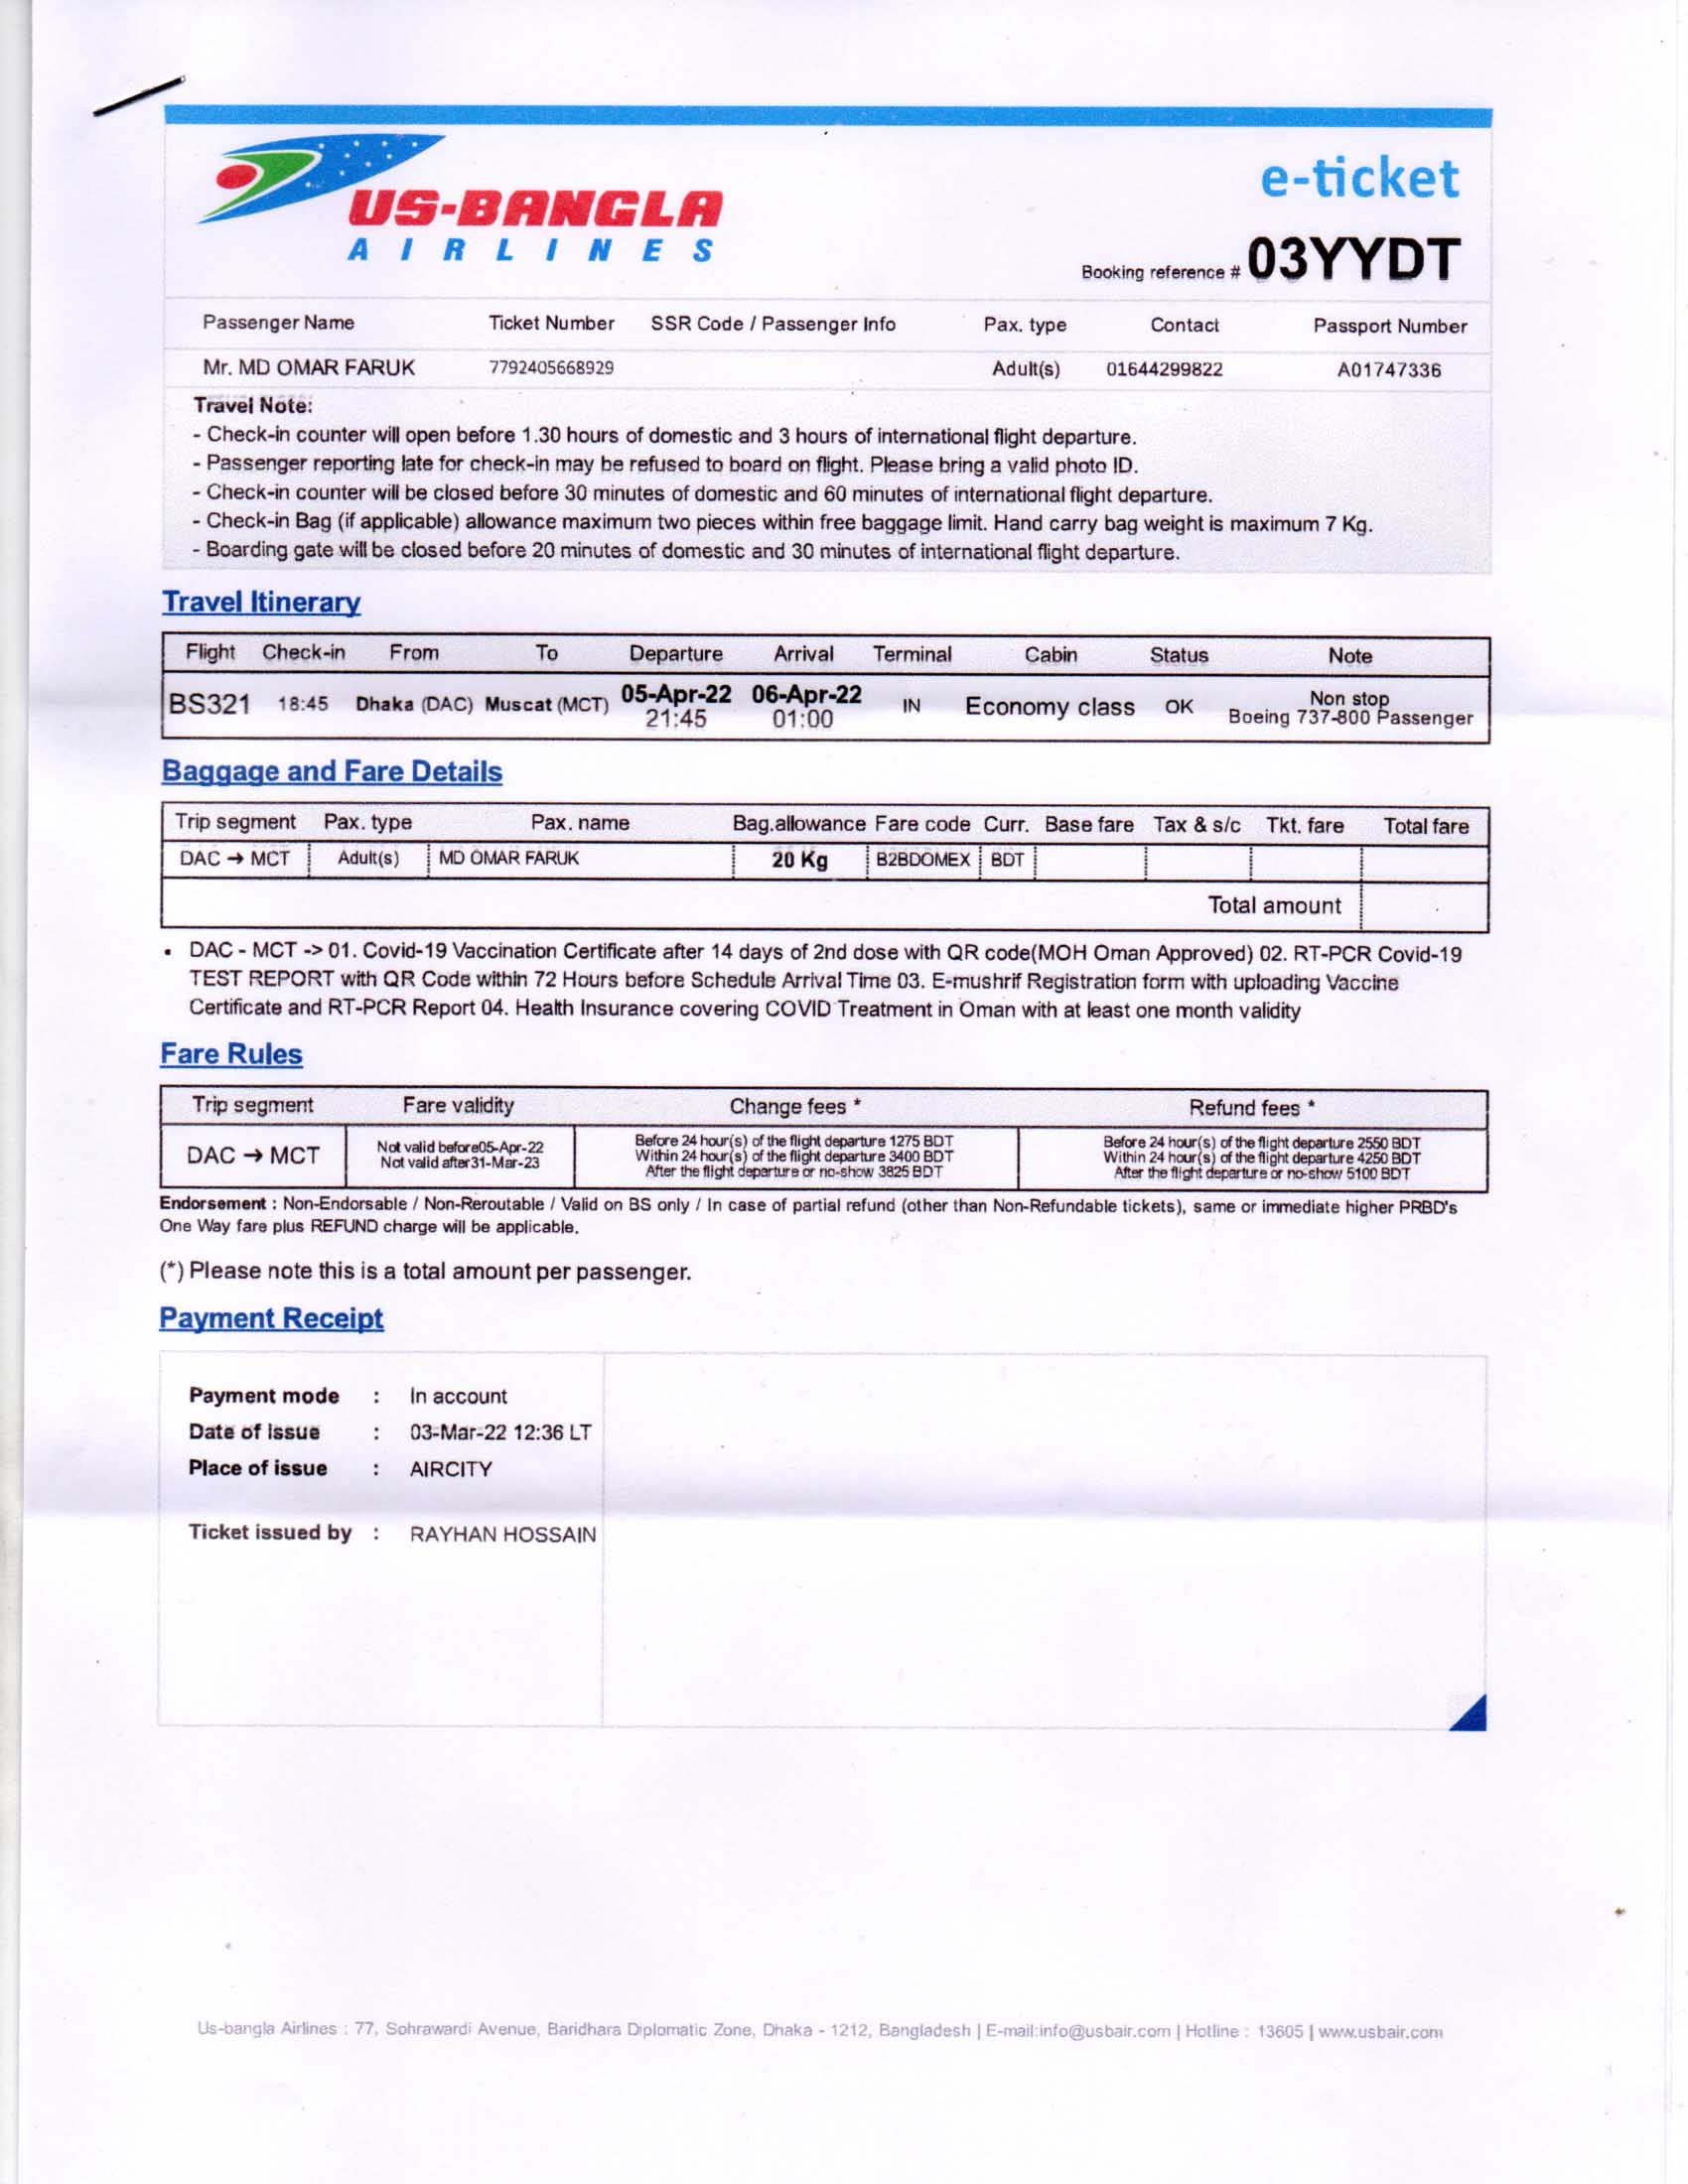 US-BANGLA
AIRLINES
e-ticket
Booking reference # 03YYDT
Passenger Name Ticket Number SSR Code / Passenger Info Pax. type Contact Passport Number
Mr. MD OMAR FARUK 7792405668929 Adult(s) 01644299822 A01747336
Travel Note:
- Check-in counter will open before 1.30 hours of domestic and 3 hours of international flight departure.
- Passenger reporting late for check-in may be refused to board on flight. Please bring a valid photo ID.
- Check-in counter will be closed before 30 minutes of domestic and 60 minutes of international flight departure.
- Check-in Bag (if applicable) allowance maximum two pieces within free baggage limit. Hand carry bag weight is maximum 7 Kg.
- Boarding gate will be closed before 20 minutes of domestic and 30 minutes of international flight departure.
Travel Itinerary
Flight Check-in From To Departure Arrival Terminal Cabin Status Note
BS321 18:45 Dhaka (DAC) Muscat (MCT) 05-Apr-22 21:45 06-Apr-22 01:00 IN Economy class OK Non stop Boeing 737-800 Passenger
Baggage and Fare Details
Trip segment Pax. type Pax. name Bag.allowance Fare code Curr. Base fare Tax & s/c Tkt. fare Total fare
DAC → MCT Adult(s) MD OMAR FARUK 20 Kg B2BDOMEX BDT
Total amount
• DAC - MCT -> 01. Covid-19 Vaccination Certificate after 14 days of 2nd dose with QR code(MOH Oman Approved) 02. RT-PCR Covid-19
TEST REPORT with QR Code within 72 Hours before Schedule Arrival Time 03. E-mushrif Registration form with uploading Vaccine
Certificate and RT-PCR Report 04. Health Insurance covering COVID Treatment in Oman with at least one month validity
Fare Rules
Trip segment Fare validity Change fees * Refund fees *
DAC → MCT
Not valid before05-Apr-22
Not valid after31-Mar-23
Before 24 hour(s) of the flight departure 1275 BDT
Within 24 hour(s) of the flight departure 3400 BDT
After the flight departure or no-show 3825 BDT
Before 24 hour(s) of the flight departure 2550 BDT
Within 24 hour(s) of the flight departure 4250 BDT
After the flight departure or no-show 5100 BDT
Endorsement : Non-Endorsable / Non-Reroutable / Valid on BS only / In case of partial refund (other than Non-Refundable tickets), same or immediate higher PRBD's
One Way fare plus REFUND charge will be applicable.
(*) Please note this is a total amount per passenger.
Payment Receipt
Payment mode : In account
Date of Issue : 03-Mar-22 12:36 LT
Place of issue : AIRCITY
Ticket issued by : RAYHAN HOSSAIN
Us-bangla Airlines : 77, Sohrawardi Avenue, Baridhara Diplomatic Zone, Dhaka - 1212, Bangladesh | E-mail:info@usbair.com | Hotline : 13605 | www.usbair.com